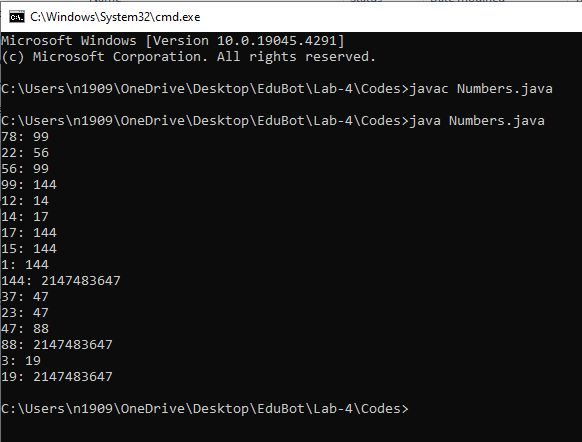 C:\Windows\System32\cmd.exe
Microsoft Windows [Version 10.0.19045.4291]
(c) Microsoft Corporation. All rights reserved.
C:\Users\n1909\OneDrive\Desktop\EduBot\Lab-4\Codes>javac Numbers.java
C:\Users\n1909\OneDrive\Desktop\EduBot\Lab-4\Codes>java Numbers.java
78: 99
22: 56
56: 99
99: 144
12: 14
14: 17
17: 144
15: 144
1: 144
144: 2147483647
37: 47
23: 47
47: 88
88: 2147483647
3: 19
19: 2147483647
C:\Users\n1909\OneDrive\Desktop\EduBot\Lab-4\Codes>